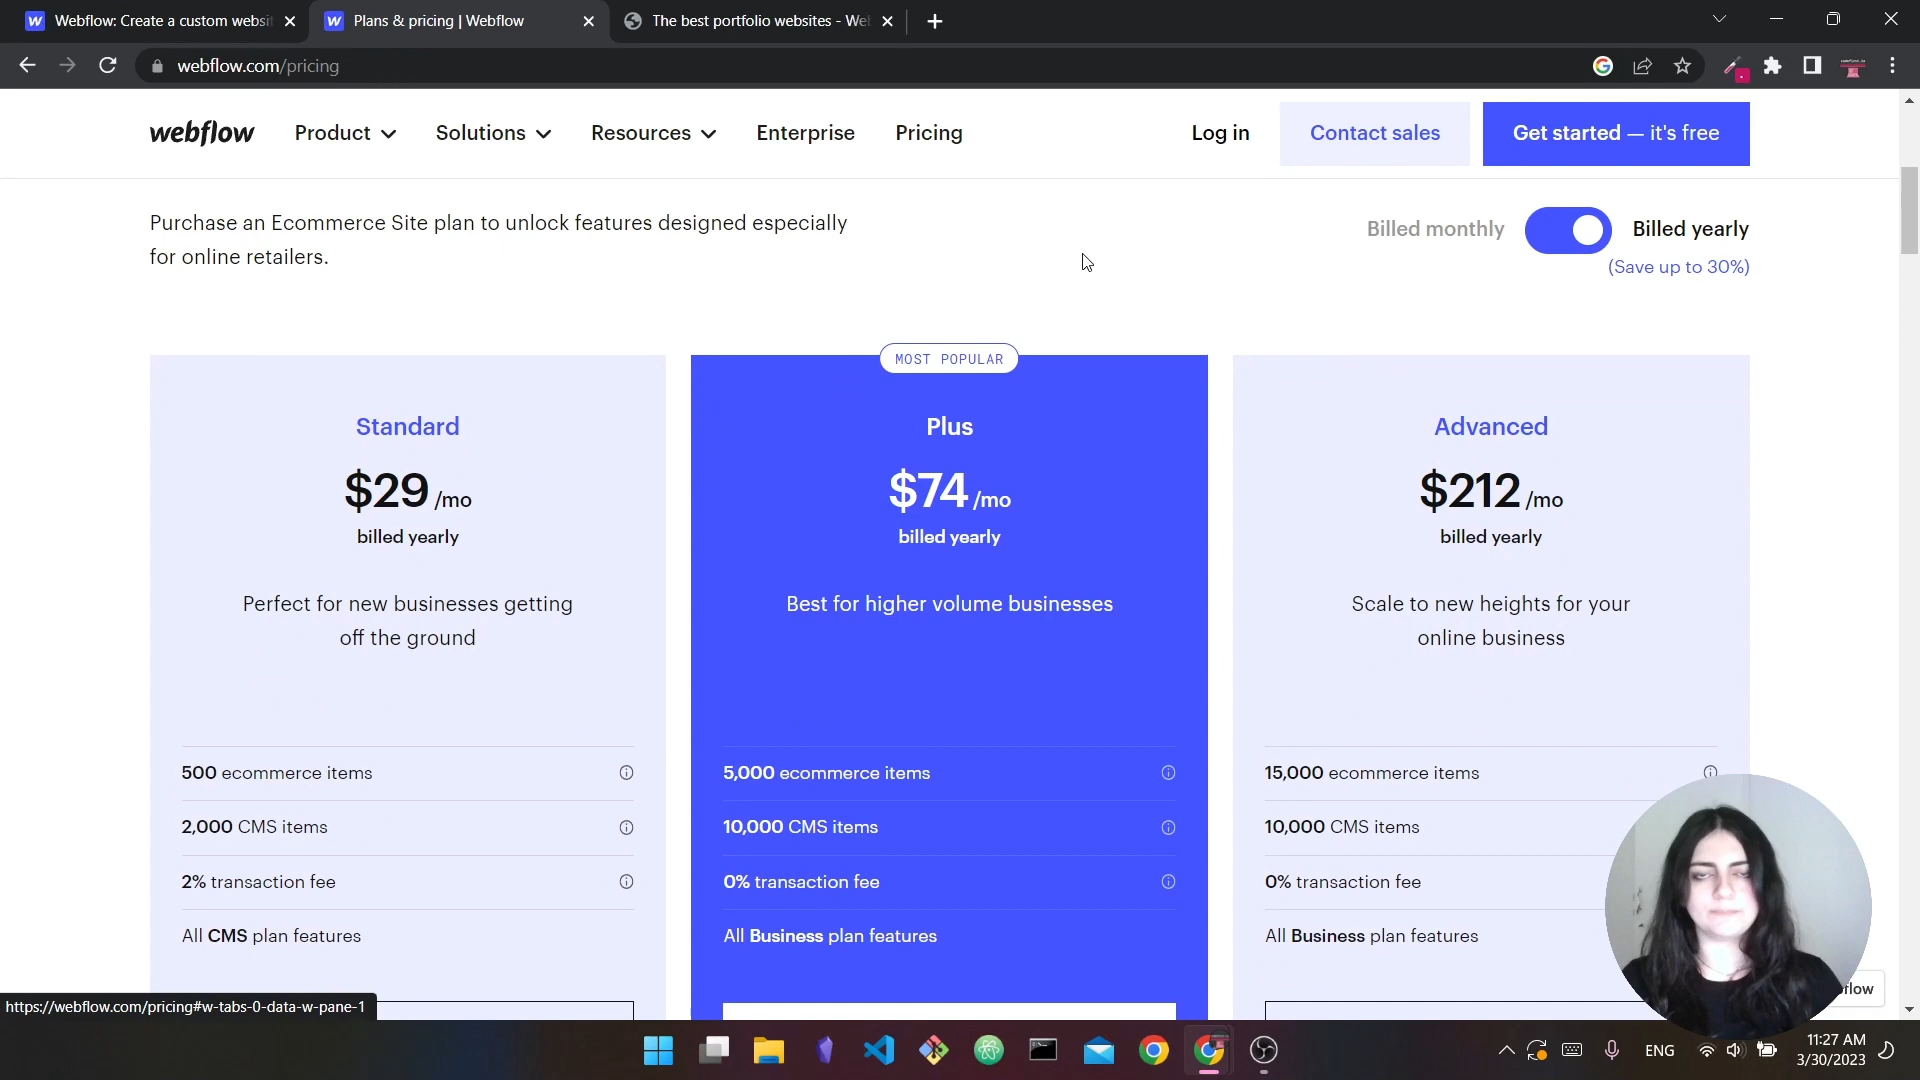 Webflow: Create a custom websi
Plans & pricing | Webflow
The best portfolio websites - We
webflow.com/pricing
webflow
Product
Solutions
Resources
Enterprise
Pricing
Log in
Contact sales
Get started — it's free
Purchase an Ecommerce Site plan to unlock features designed especially
for online retailers.
Billed monthly
Billed yearly
(Save up to 30%)
Standard
$29 /mo
billed yearly
Perfect for new businesses getting
off the ground
500 ecommerce items
2,000 CMS items
2% transaction fee
All CMS plan features
MOST POPULAR
Plus
$74 /mo
billed yearly
Best for higher volume businesses
5,000 ecommerce items
10,000 CMS items
0% transaction fee
All Business plan features
Advanced
$212 /mo
billed yearly
Scale to new heights for your
online business
15,000 ecommerce items
10,000 CMS items
0% transaction fee
All Business plan features
flow
https://webflow.com/pricing#w-tabs-0-data-w-pane-1
ENG
11:27 AM
3/30/2023